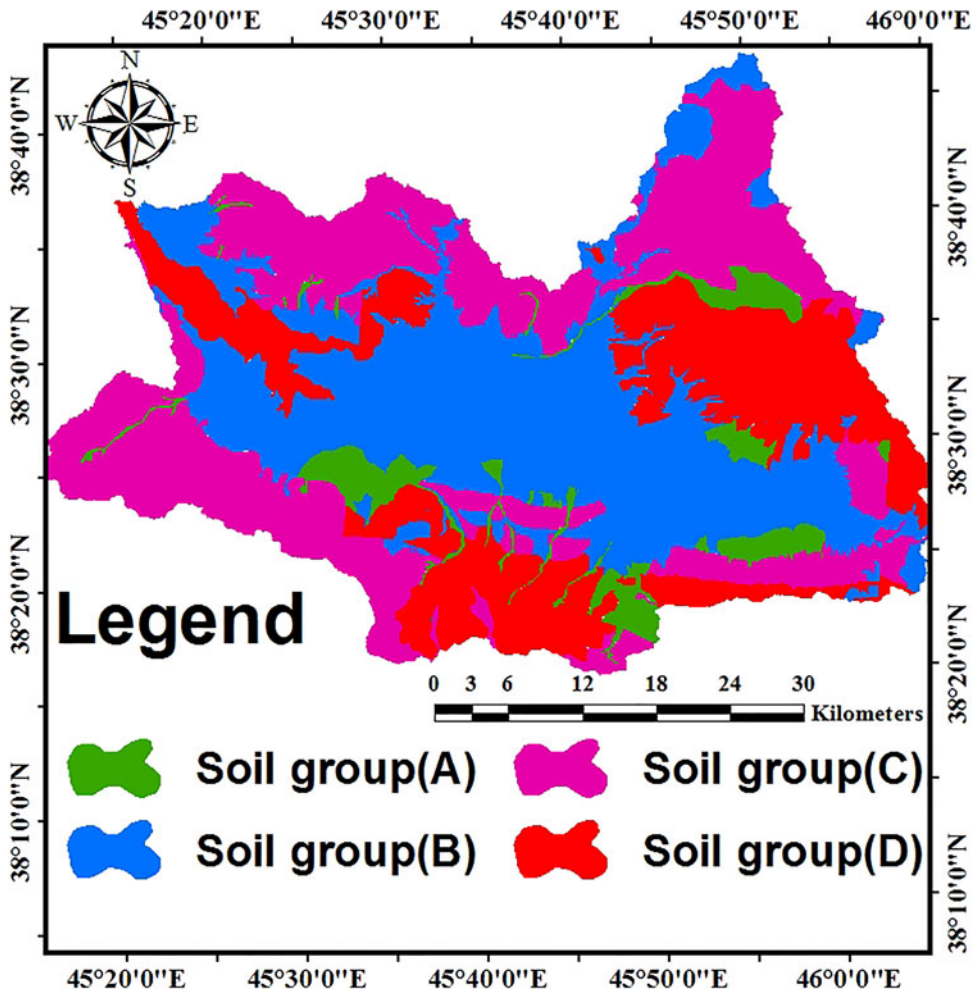 45°20'0"E 45°30'0"E 45°40'0"E 45°50'0"E 46°0'0"E
N
W E
S
38°40'0"N
38°40'0"N
38°30'0"N
38°30'0"N
38°20'0"N
38°20'0"N
38°10'0"N
38°10'0"N
Legend
0 3 6 12 18 24 30
Kilometers
Soil group(A) Soil group(C)
Soil group(B) Soil group(D)
45°20'0"E 45°30'0"E 45°40'0"E 45°50'0"E 46°0'0"E